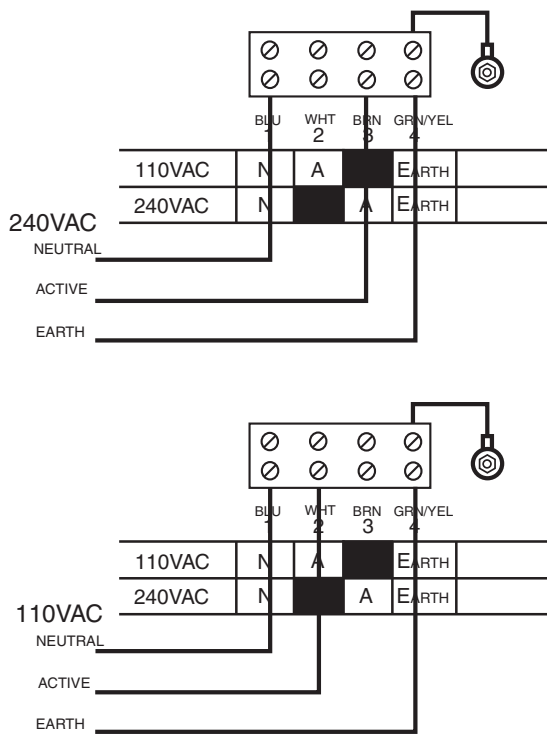 BLU WHT BRN GRN/YEL
1 2 3 4
110VAC N A EARTH
240VAC N A EARTH
240VAC
NEUTRAL
ACTIVE
EARTH
BLU WHT BRN GRN/YEL
1 2 3 4
110VAC N A EARTH
240VAC N A EARTH
110VAC
NEUTRAL
ACTIVE
EARTH